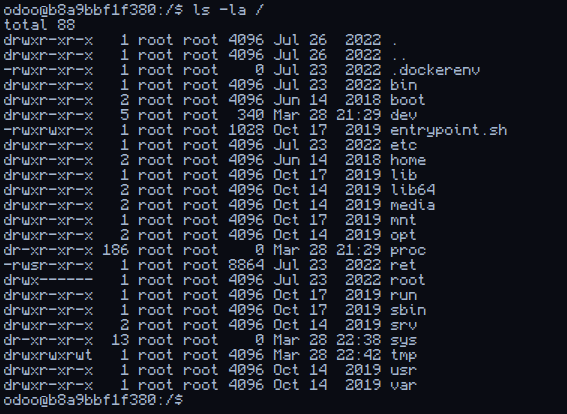 odoo@b8a9bbf1f380:/$ ls -la /
total 88
drwxr-xr-x   1 root root 4096 Jul 26  2022 .
drwxr-xr-x   1 root root 4096 Jul 26  2022 ..
-rwxr-xr-x   1 root root    0 Jul 23  2022 .dockerenv
drwxr-xr-x   1 root root 4096 Jul 23  2022 bin
drwxr-xr-x   2 root root 4096 Jun 14  2018 boot
drwxr-xr-x   5 root root  340 Mar 28 21:29 dev
-rwxrwxr-x   1 root root 1028 Oct 17  2019 entrypoint.sh
drwxr-xr-x   1 root root 4096 Jul 23  2022 etc
drwxr-xr-x   2 root root 4096 Jun 14  2018 home
drwxr-xr-x   1 root root 4096 Oct 17  2019 lib
drwxr-xr-x   2 root root 4096 Oct 14  2019 lib64
drwxr-xr-x   2 root root 4096 Oct 14  2019 media
drwxr-xr-x   1 root root 4096 Oct 17  2019 mnt
drwxr-xr-x   2 root root 4096 Oct 14  2019 opt
dr-xr-xr-x 186 root root    0 Mar 28 21:29 proc
-rwsr-xr-x   1 root root 8864 Jul 23  2022 ret
drwx------   1 root root 4096 Jul 23  2022 root
drwxr-xr-x   1 root root 4096 Oct 17  2019 run
drwxr-xr-x   1 root root 4096 Oct 17  2019 sbin
drwxr-xr-x   2 root root 4096 Oct 14  2019 srv
dr-xr-xr-x  13 root root    0 Mar 28 22:38 sys
drwxrwxrwt   1 root root 4096 Mar 28 22:42 tmp
drwxr-xr-x   1 root root 4096 Oct 14  2019 usr
drwxr-xr-x   1 root root 4096 Oct 14  2019 var
odoo@b8a9bbf1f380:/$